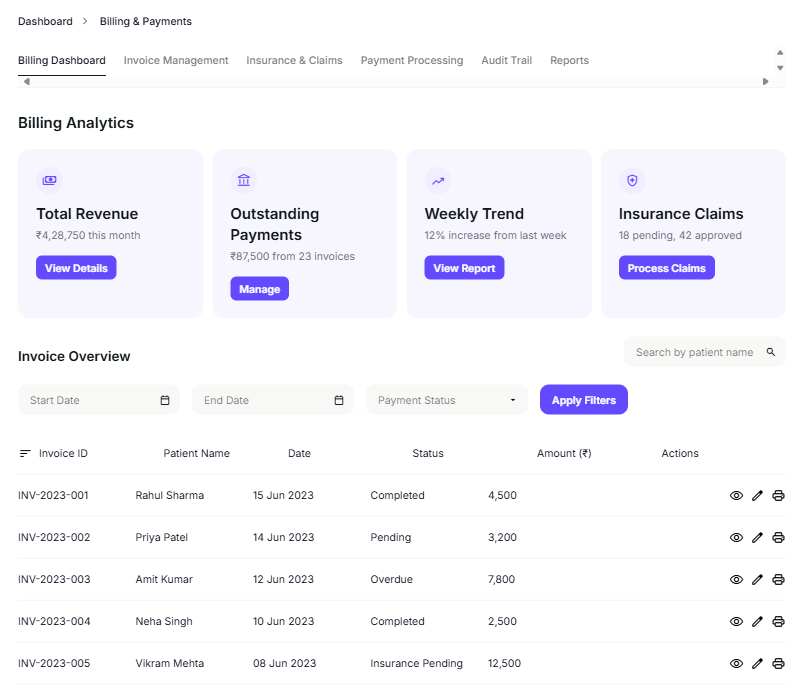 Dashboard > Billing & Payments
Billing Dashboard Invoice Management Insurance & Claims Payment Processing Audit Trail Reports
Billing Analytics
Total Revenue
₹4,28,750 this month
View Details
Outstanding
Payments
₹87,500 from 23 invoices
Manage
Weekly Trend
12% increase from last week
View Report
Insurance Claims
18 pending, 42 approved
Process Claims
Invoice Overview
Search by patient name
Start Date End Date Payment Status Apply Filters
Invoice ID Patient Name Date Status Amount (₹) Actions
INV-2023-001 Rahul Sharma 15 Jun 2023 Completed 4,500
INV-2023-002 Priya Patel 14 Jun 2023 Pending 3,200
INV-2023-003 Amit Kumar 12 Jun 2023 Overdue 7,800
INV-2023-004 Neha Singh 10 Jun 2023 Completed 2,500
INV-2023-005 Vikram Mehta 08 Jun 2023 Insurance Pending 12,500